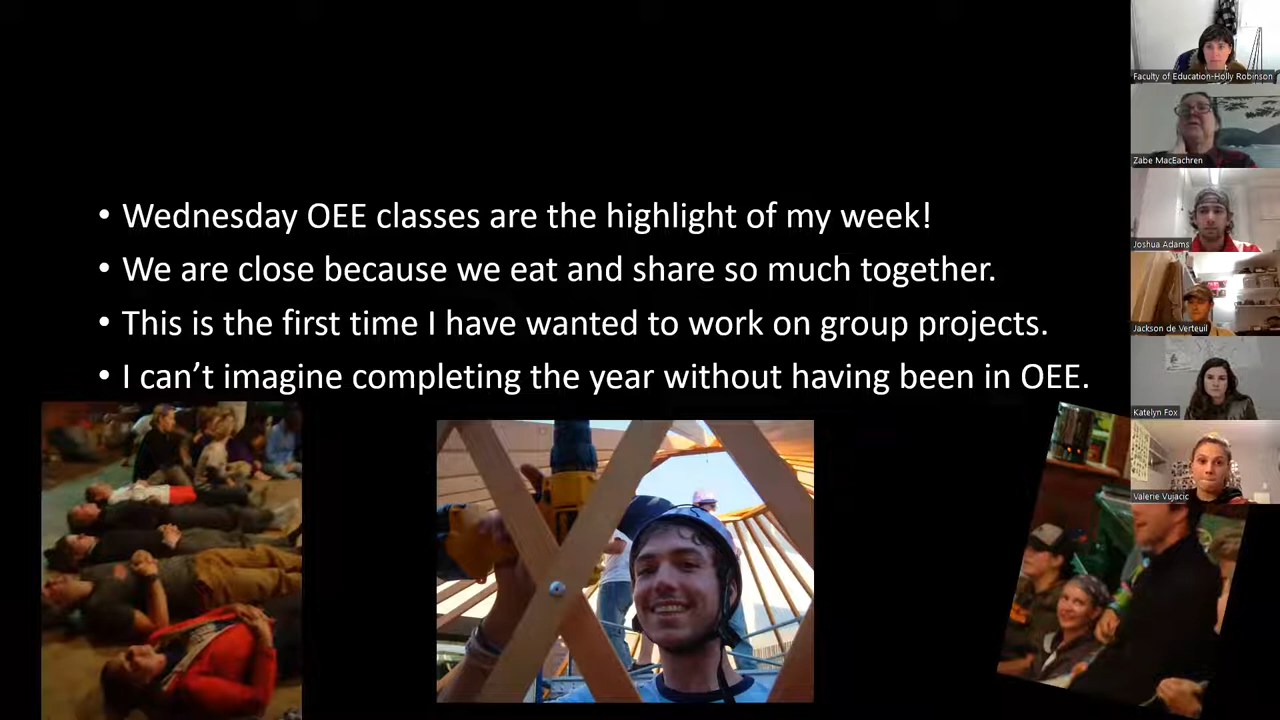 Faculty of Education-Holly Robinson
Zabe MacEachren
Joshua Adams
Jackson de Verteuil
Katelyn Fox
Valerie Vujacic
• Wednesday OEE classes are the highlight of my week!
• We are close because we eat and share so much together.
• This is the first time I have wanted to work on group projects.
• I can’t imagine completing the year without having been in OEE.